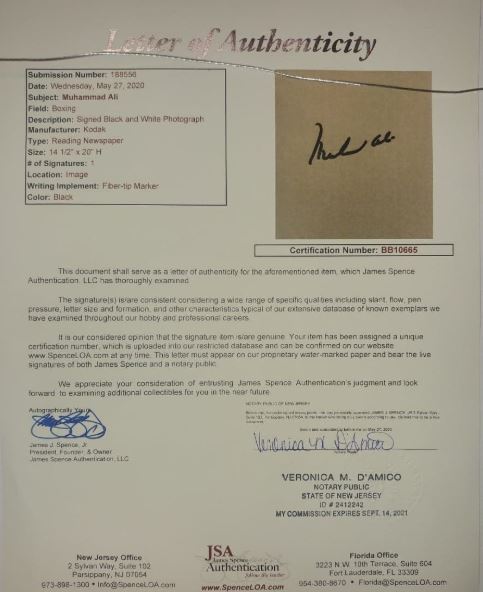 Letter of Authenticity
Submission Number: 188556
Date: Wednesday, May 27, 2020
Subject: Muhammad Ali
Field: Boxing
Description: Signed Black and White Photograph
Manufacturer: Kodak
Type: Reading Newspaper
Size: 14 1/2" x 20" H
# of Signatures: 1
Location: Image
Writing Implement: Fiber-tip Marker
Color: Black
Certification Number: BB10665
This document shall serve as a letter of authenticity for the aforementioned item, which James Spence
Authentication, LLC has thoroughly examined
The signature(s) is/are consistent considering a wide range of specific qualities including slant, flow, pen
pressure, letter size and formation, and other characteristics typical of our extensive database of known exemplars we
have examined throughout our hobby and professional careers.
It is our considered opinion that the signature item is/are genuine. Your item has been assigned a unique
certification number, which is uploaded into our restricted database and can be confirmed on our website
www.SpenceLOA.com at any time. This letter must appear on our proprietary water-marked paper and bear the live
signatures of both James Spence and a notary public.
We appreciate your consideration of entrusting James Spence Authentication's judgment and look
forward to examining additional collectibles for you in the near future.
Autographically Yours,
James J. Spence, Jr.
President, Founder, & Owner
James Spence Authentication, LLC
NOTARY PUBLIC OF NEW JERSEY
Veronica M D'Amico
VERONICA M. D'AMICO
NOTARY PUBLIC
STATE OF NEW JERSEY
ID # 2412242
MY COMMISSION EXPIRES SEPT. 14, 2021
New Jersey Office
2 Sylvan Way, Suite 102
Parsippany, NJ 07054
973-898-1300 • Info@SpenceLOA.com
JSA
James Spence
Authentication
follow the leader
www.SpenceLOA.com
Florida Office
3223 N.W. 10th Terrace, Suite 604
Fort Lauderdale, FL 33309
954-380-8670 • Florida@SpenceLOA.com